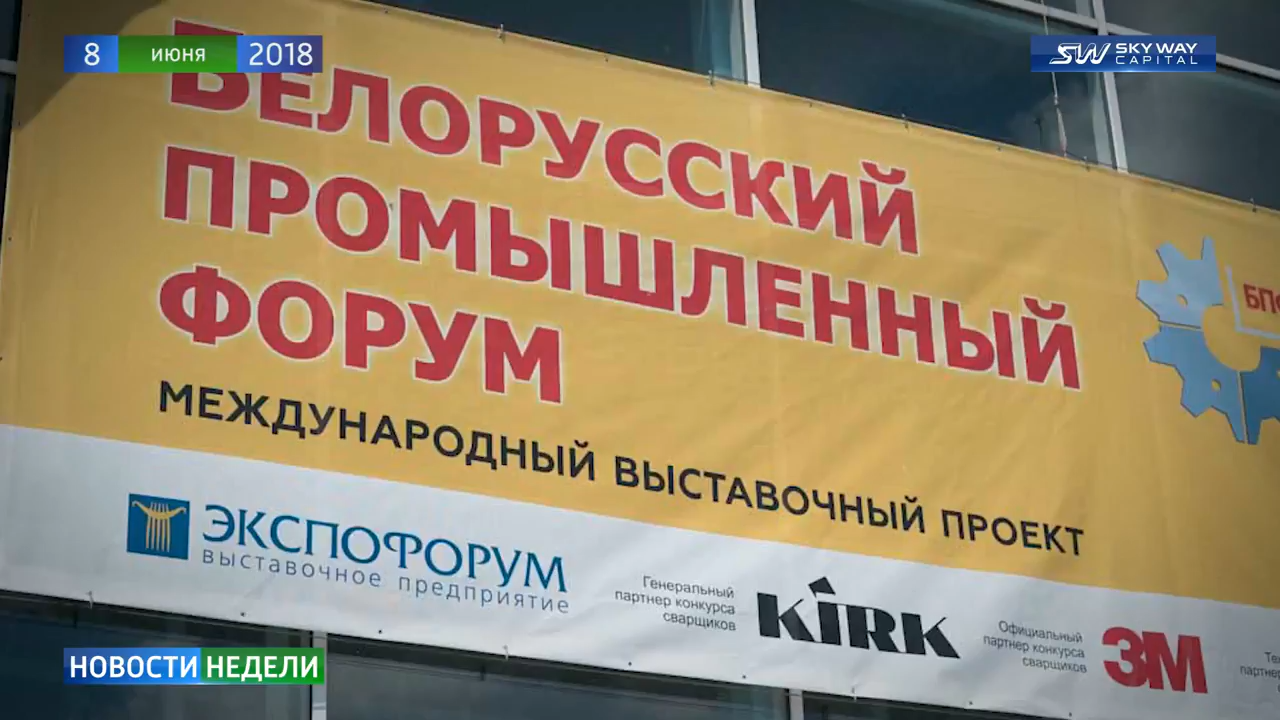 8 июня 2018
SW SKY WAY
CAPITAL
БЕЛОРУССКИЙ
ПРОМЫШЛЕННЫЙ
ФОРУМ
МЕЖДУНАРОДНЫЙ ВЫСТАВОЧНЫЙ ПРОЕКТ
ЭКСПОФОРУМ
выставочное предприятие
Генеральный
партнер конкурса
сварщиков
KIRK
Официальный
партнер конкурса
сварщиков
3M
НОВОСТИ НЕДЕЛИ